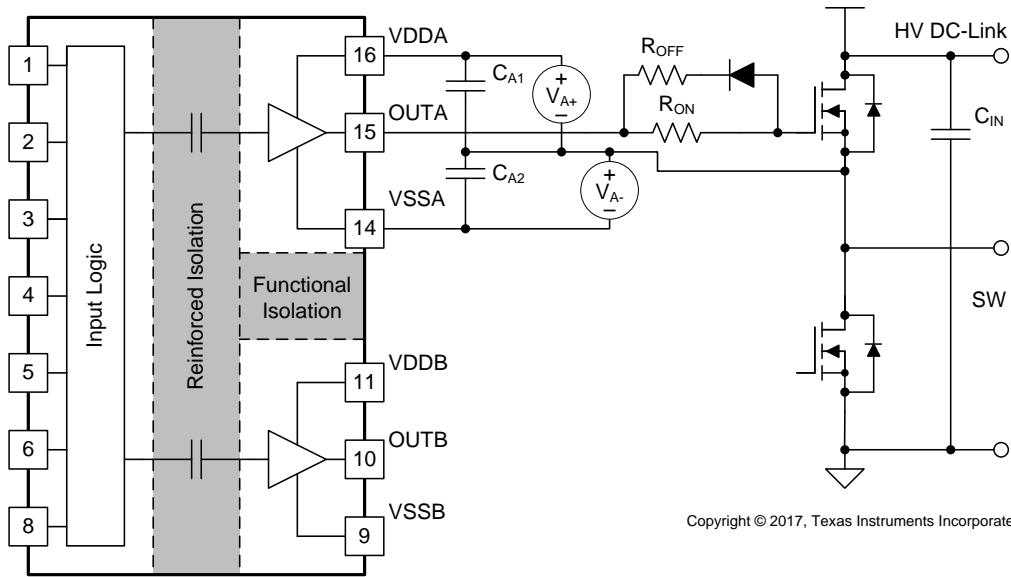 VDDA
HV DC-Link
1
16
CA1
ROFF
+
VA+
−
OUTA
RON
CIN
2
15
CA2
+
VA-
−
VSSA
3
14
Input Logic
Reinforced Isolation
Functional
Isolation
4
SW
VDDB
5
11
OUTB
6
10
VSSB
8
9
Copyright © 2017, Texas Instruments Incorporate